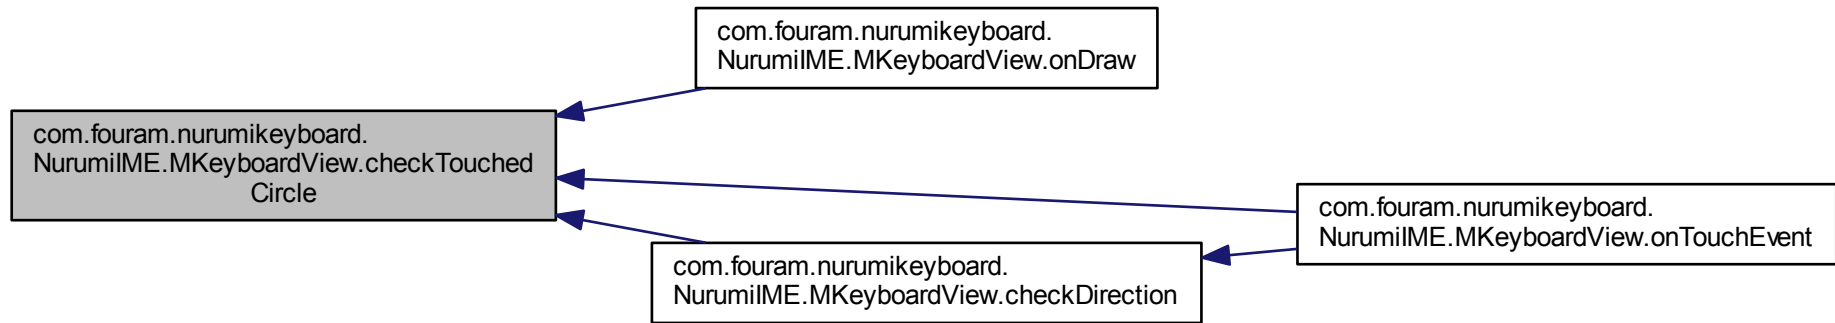 com.fouram.nurumikeyboard.
NurumiIME.MKeyboardView.onDraw
com.fouram.nurumikeyboard.
NurumiIME.MKeyboardView.checkTouched
Circle
com.fouram.nurumikeyboard.
NurumiIME.MKeyboardView.onTouchEvent
com.fouram.nurumikeyboard.
NurumiIME.MKeyboardView.checkDirection